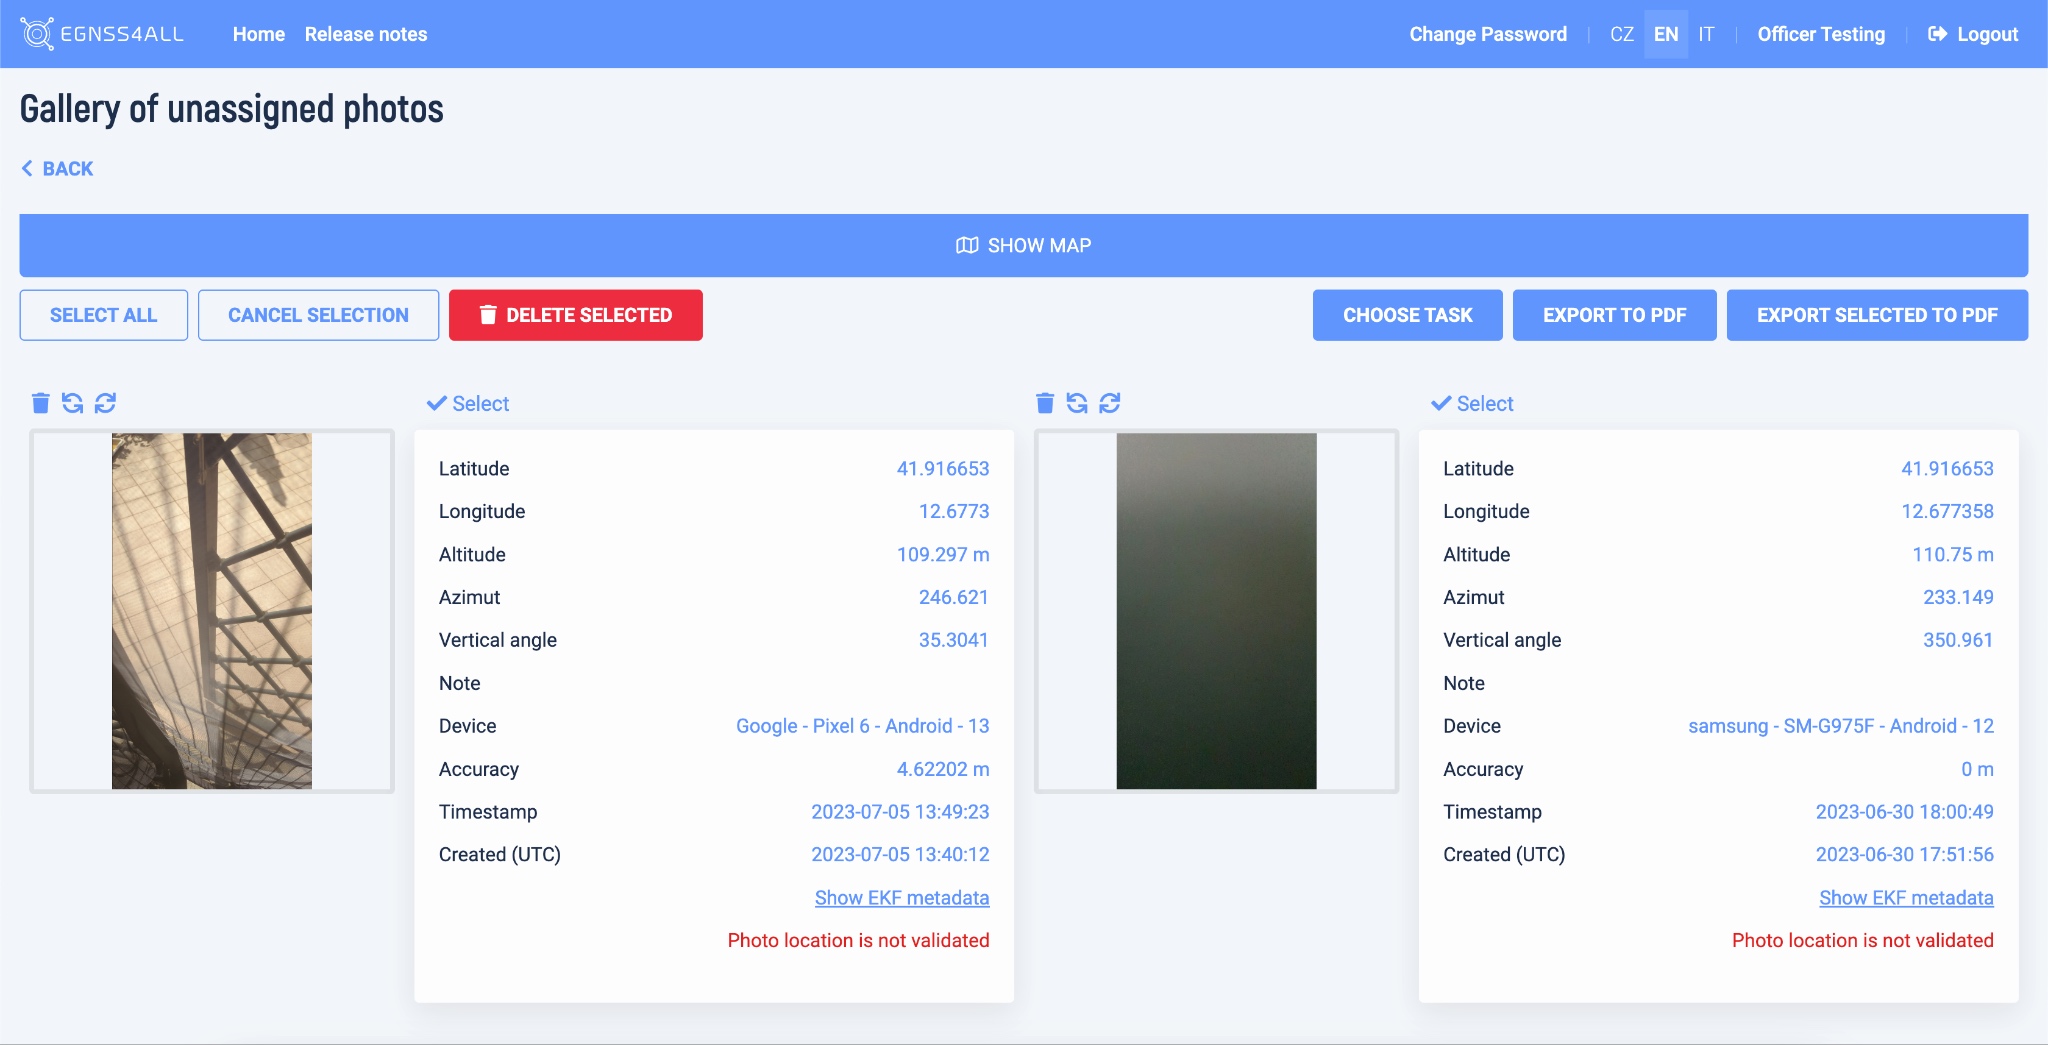 EGNSS4ALL Home Release notes Change Password CZ EN IT Officer Testing Logout
Gallery of unassigned photos
BACK
SHOW MAP
SELECT ALL CANCEL SELECTION DELETE SELECTED CHOOSE TASK EXPORT TO PDF EXPORT SELECTED TO PDF
Select
Latitude 41.916653
Longitude 12.6773
Altitude 109.297 m
Azimut 246.621
Vertical angle 35.3041
Note
Device Google - Pixel 6 - Android - 13
Accuracy 4.62202 m
Timestamp 2023-07-05 13:49:23
Created (UTC) 2023-07-05 13:40:12
Show EKF metadata
Photo location is not validated
Select
Latitude 41.916653
Longitude 12.677358
Altitude 110.75 m
Azimut 233.149
Vertical angle 350.961
Note
Device samsung - SM-G975F - Android - 12
Accuracy 0 m
Timestamp 2023-06-30 18:00:49
Created (UTC) 2023-06-30 17:51:56
Show EKF metadata
Photo location is not validated